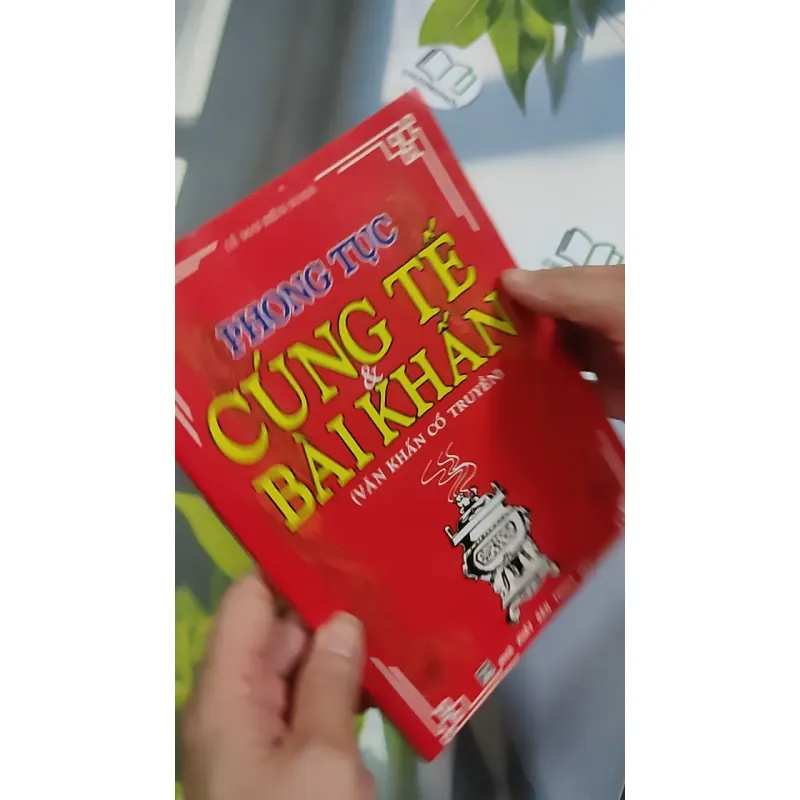 PHONG TỤC
CÚNG TẾ
&
BÀI KHẤN
(VĂN KHẤN CỔ TRUYỀN)